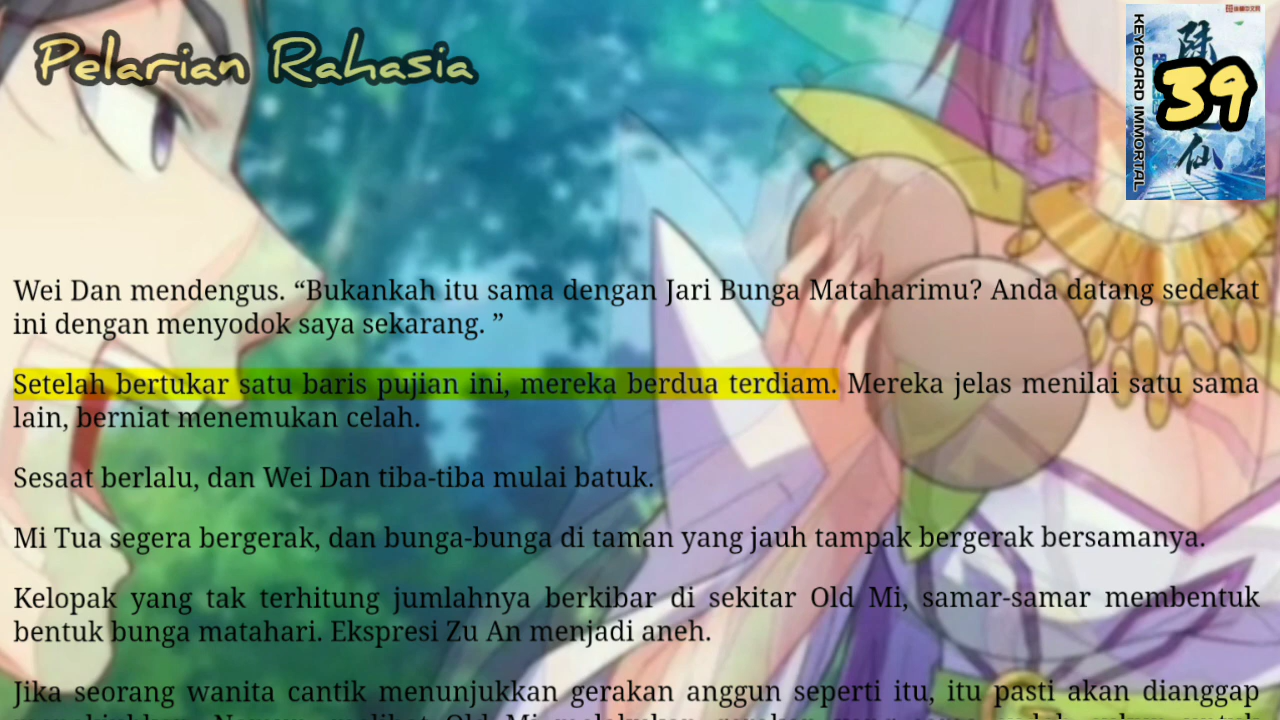 Pelarian Rahasia
KEYBOARD IMMORTAL
39
仙
Wei Dan mendengus. “Bukankah itu sama dengan Jari Bunga Mataharimu? Anda datang sedekat
ini dengan menyodok saya sekarang. ”
Setelah bertukar satu baris pujian ini, mereka berdua terdiam. Mereka jelas menilai satu sama
lain, berniat menemukan celah.
Sesaat berlalu, dan Wei Dan tiba-tiba mulai batuk.
Mi Tua segera bergerak, dan bunga-bunga di taman yang jauh tampak bergerak bersamanya.
Kelopak yang tak terhitung jumlahnya berkibar di sekitar Old Mi, samar-samar membentuk
bentuk bunga matahari. Ekspresi Zu An menjadi aneh.
Jika seorang wanita cantik menunjukkan gerakan anggun seperti itu, itu pasti akan dianggap